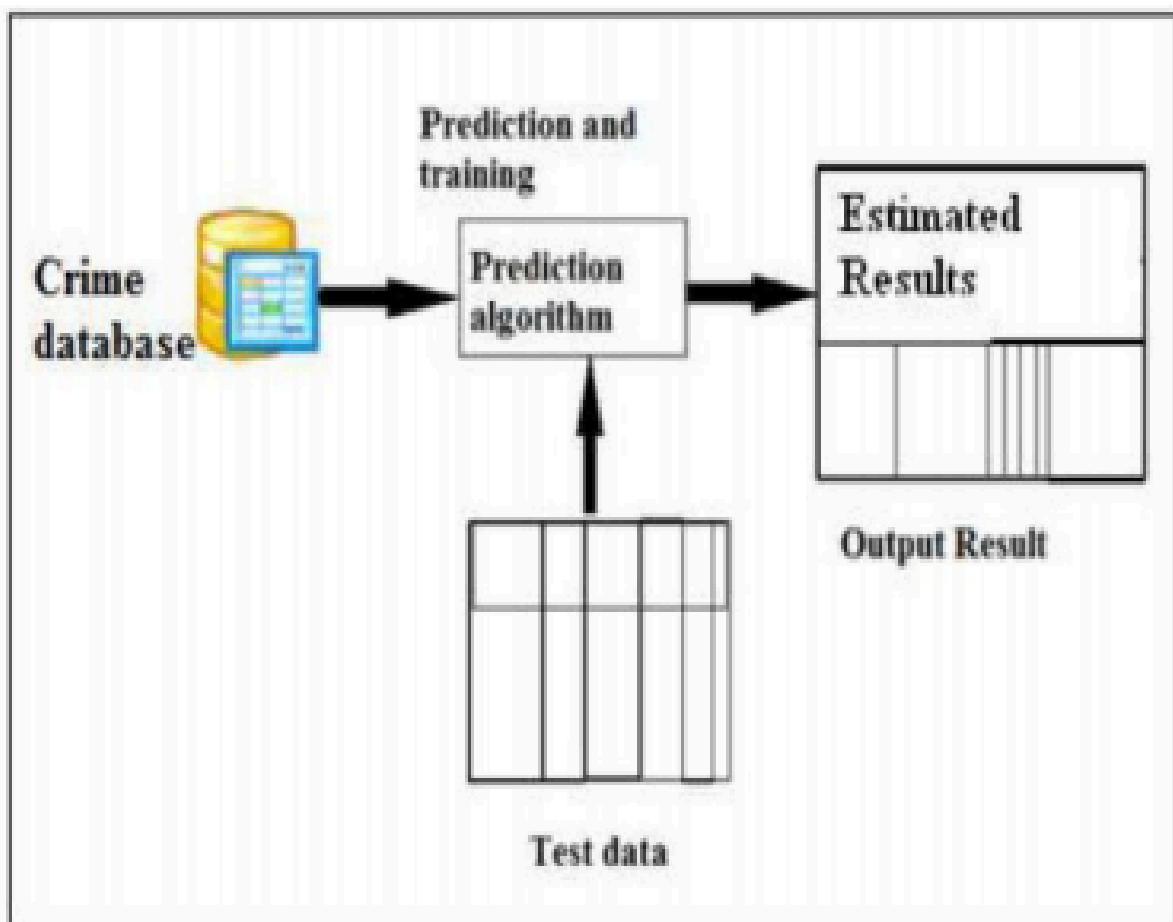 Prediction and
training
Crime
database
Prediction
algorithm
Estimated
Results
Output Result
Test data